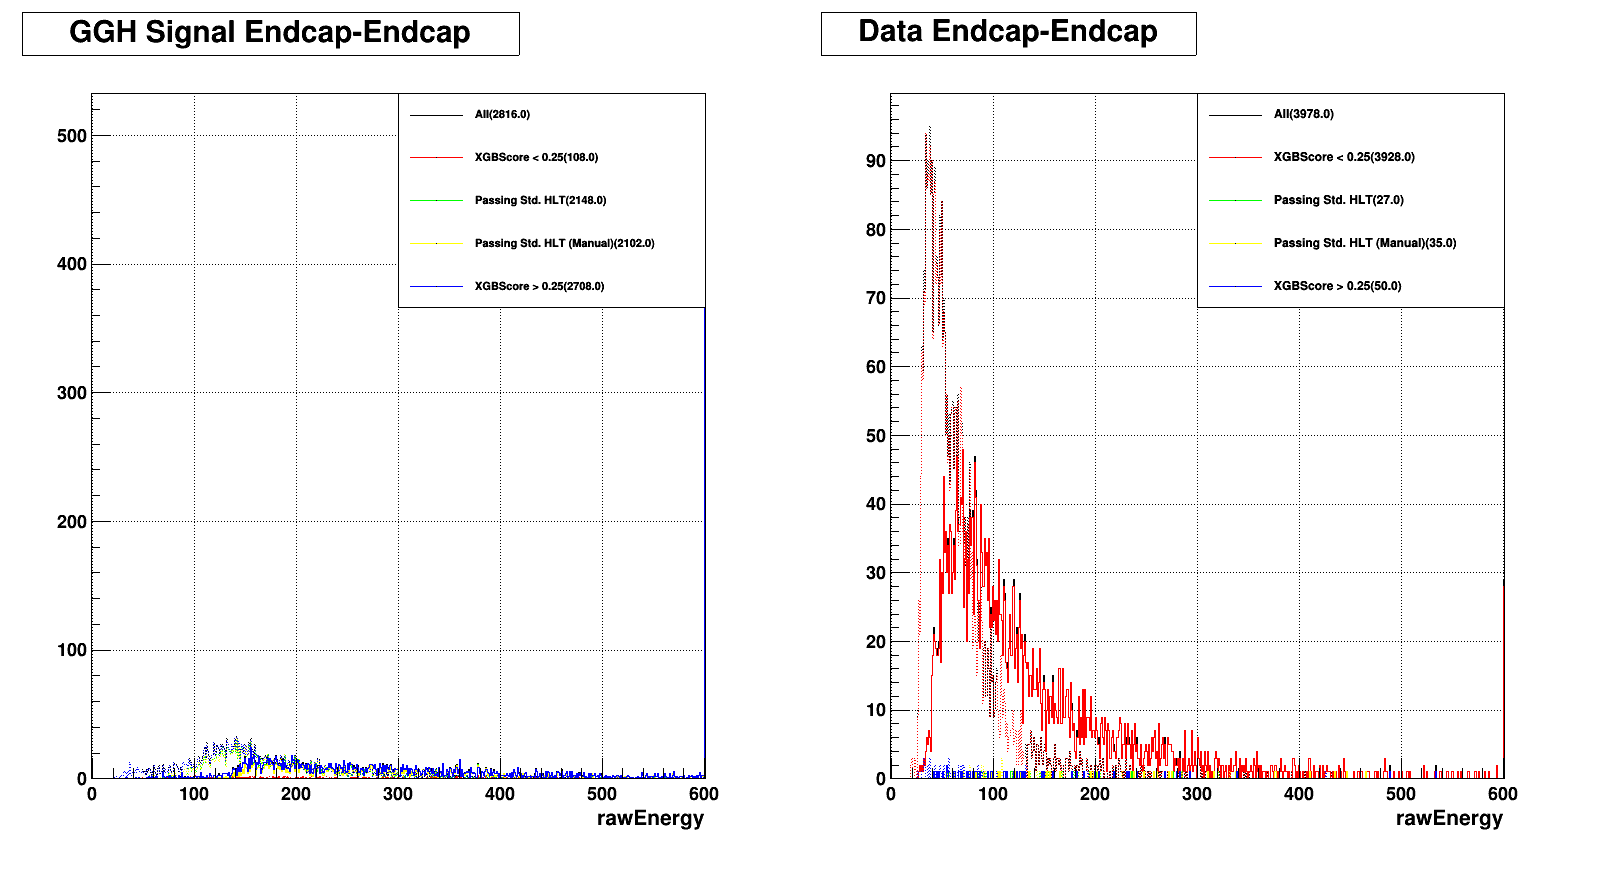 GGH Signal Endcap-Endcap
All(2816.0)
XGBScore < 0.25(108.0)
Passing Std. HLT(2148.0)
Passing Std. HLT (Manual)(2102.0)
XGBScore > 0.25(2708.0)
500
400
300
200
100
0
0 100 200 300 400 500 600
rawEnergy
Data Endcap-Endcap
All(3978.0)
XGBScore < 0.25(3928.0)
Passing Std. HLT(27.0)
Passing Std. HLT (Manual)(35.0)
XGBScore > 0.25(50.0)
90
80
70
60
50
40
30
20
10
0
0 100 200 300 400 500 600
rawEnergy